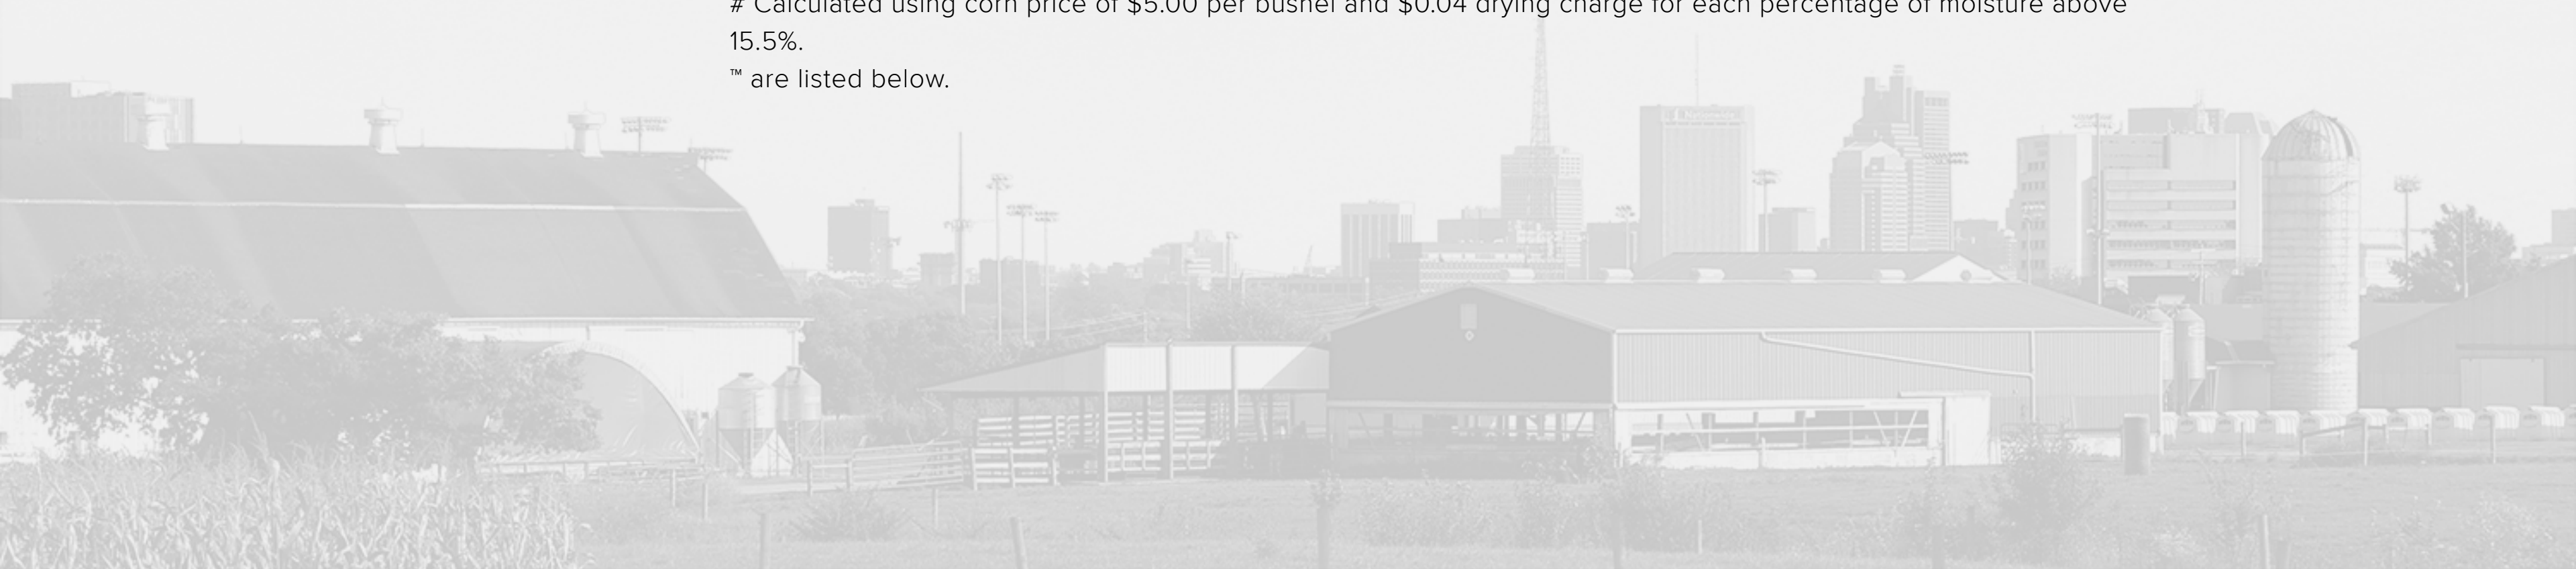 # Calculated using corn price of $5.00 per bushel and $0.04 drying charge for each percentage of moisture above
15.5%.
™ are listed below.
Nationwide